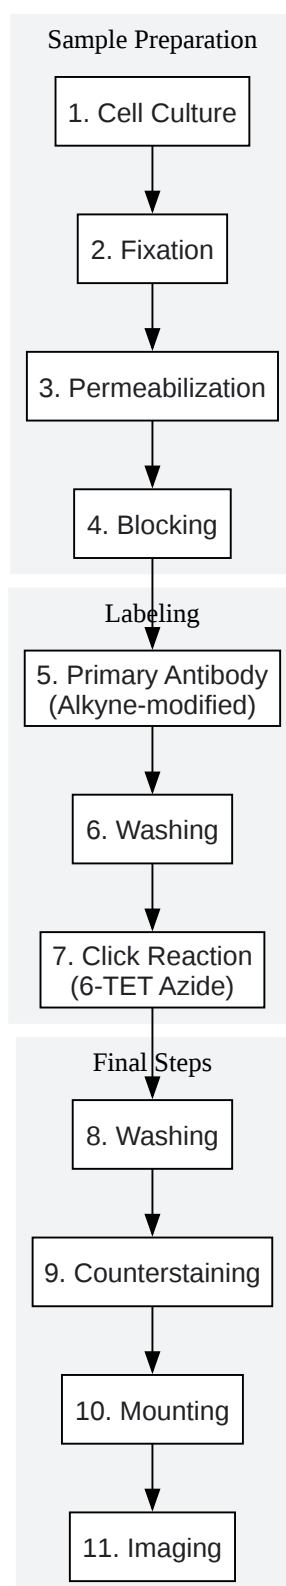 Sample Preparation
1. Cell Culture
2. Fixation
3. Permeabilization
4. Blocking
Labeling
5. Primary Antibody
(Alkyne-modified)
6. Washing
7. Click Reaction
(6-TET Azide)
Final Steps
8. Washing
9. Counterstaining
10. Mounting
11. Imaging